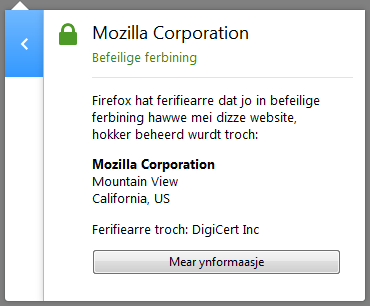 Mozilla Corporation
Befeilige ferbining
Firefox hat ferifiearre dat jo in befeilige
ferbining hawwe mei dizze website,
hokker beheerd wurdt troch:
Mozilla Corporation
Mountain View
California, US
Ferifiearre troch: DigiCert Inc
Mear ynformaasje